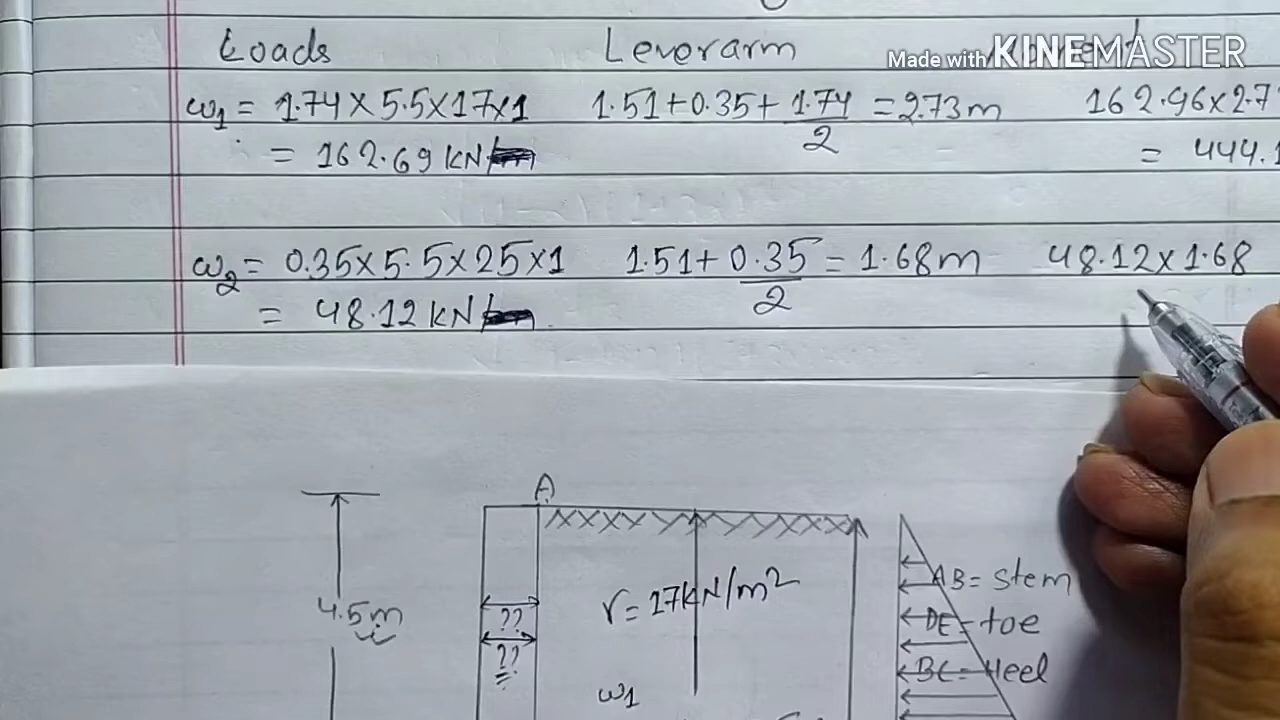 Loads Leverarm Made with KINEMASTER
w1 = 1.74 × 5.5 × 17 × 1 1.51 + 0.35 + 1.74/2 = 2.73 m 162.96 × 2.7
= 162.69 KN = 444.1
w2 = 0.35 × 5.5 × 25 × 1 1.51 + 0.35/2 = 1.68 m 48.12 × 1.68
= 48.12 KN
A
r = 17 kN/m2
AB = Stem
4.5m ??
DE = toe
??
BC = Heel
w1